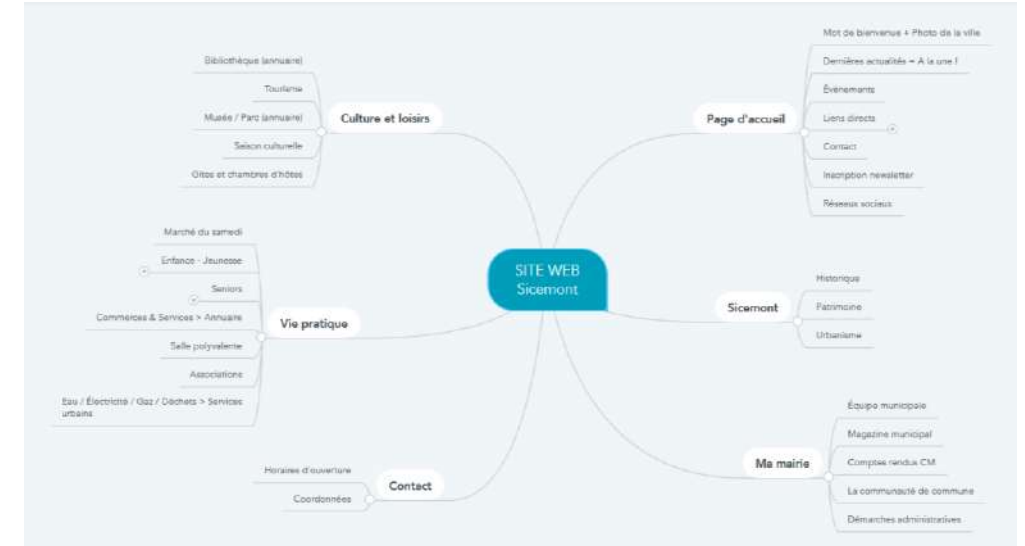 SITE WEB
Sicemont
Page d'accueil
Mot de bienvenue + Photo de la ville
Dernières actualités = A la une !
Évènements
Liens directs
Contact
Inscription newsletter
Réseaux sociaux
Sicemont
Historique
Patrimoine
Urbanisme
Ma mairie
Équipe municipale
Magazine municipal
Comptes rendus CM
La communauté de commune
Démarches administratives
Culture et loisirs
Bibliothèque (annuaire)
Tourisme
Musée / Parc (annuaire)
Saison culturelle
Gîtes et chambres d'hôtes
Vie pratique
Marché du samedi
Enfance - Jeunesse
Seniors
Commerces & Services > Annuaire
Salle polyvalente
Associations
Eau / Électricité / Gaz / Déchets > Services
urbains
Contact
Horaires d'ouverture
Coordonnées